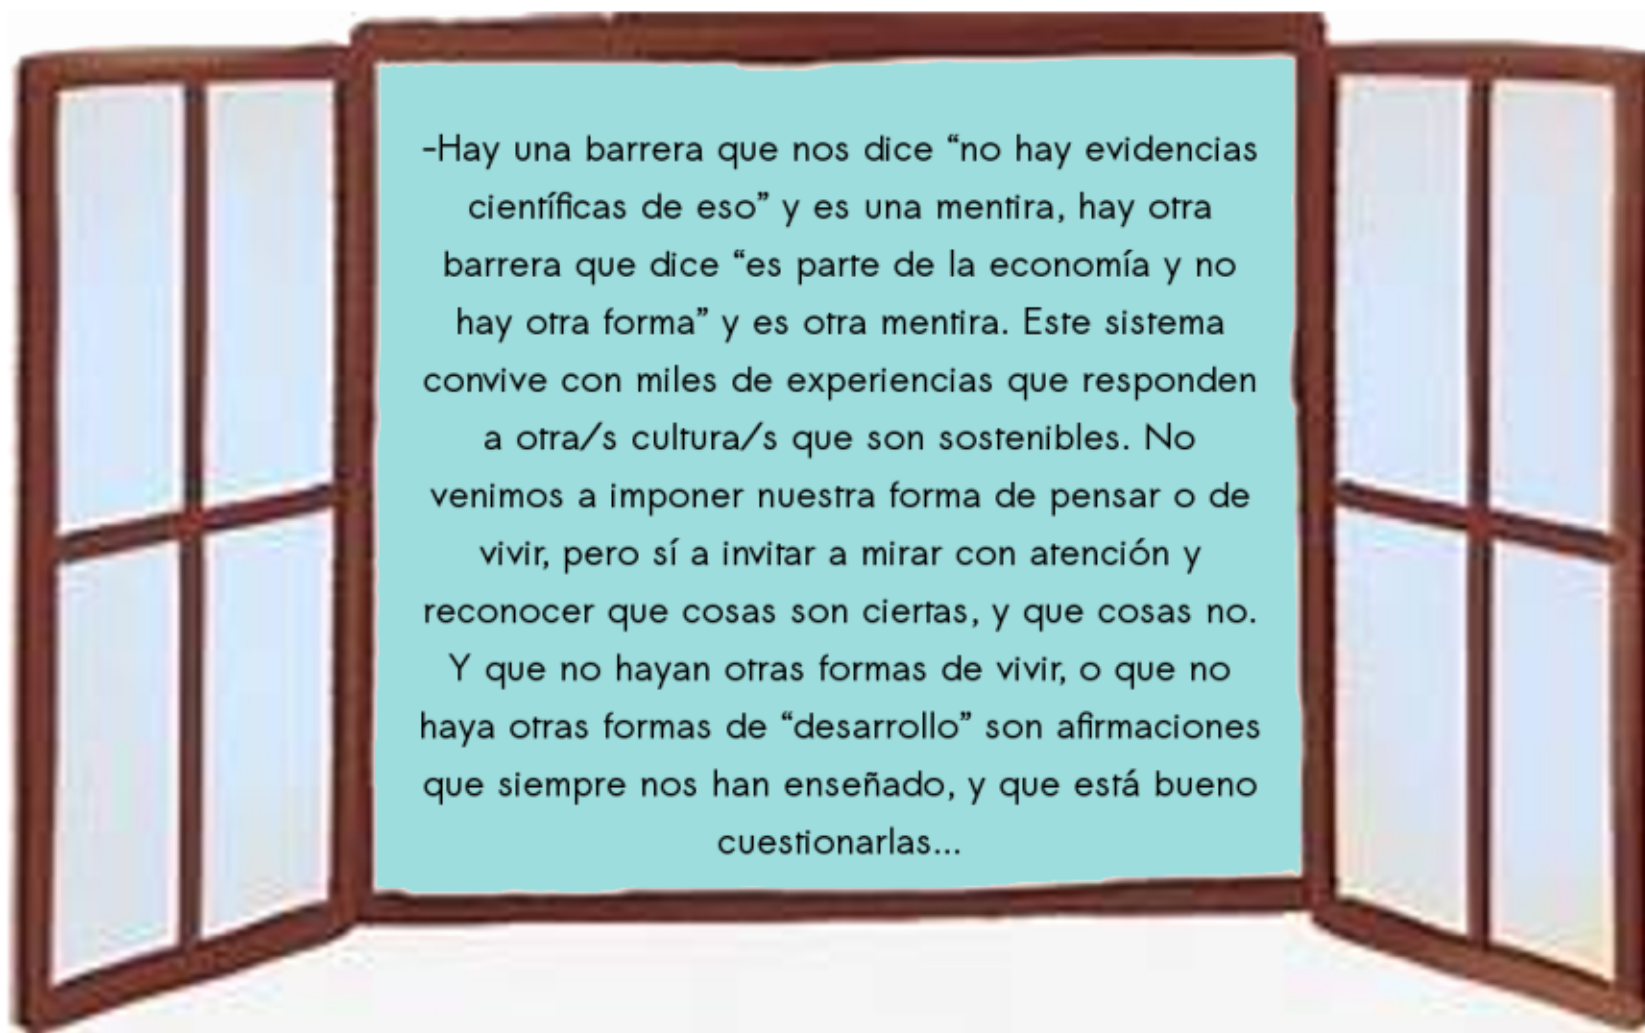 -Hay una barrera que nos dice “no hay evidencias
científicas de eso” y es una mentira, hay otra
barrera que dice “es parte de la economía y no
hay otra forma” y es otra mentira. Este sistema
convive con miles de experiencias que responden
a otra/s cultura/s que son sostenibles. No
venimos a imponer nuestra forma de pensar o de
vivir, pero sí a invitar a mirar con atención y
reconocer que cosas son ciertas, y que cosas no.
Y que no hayan otras formas de vivir, o que no
haya otras formas de “desarrollo” son afirmaciones
que siempre nos han enseñado, y que está bueno
cuestionarlas...